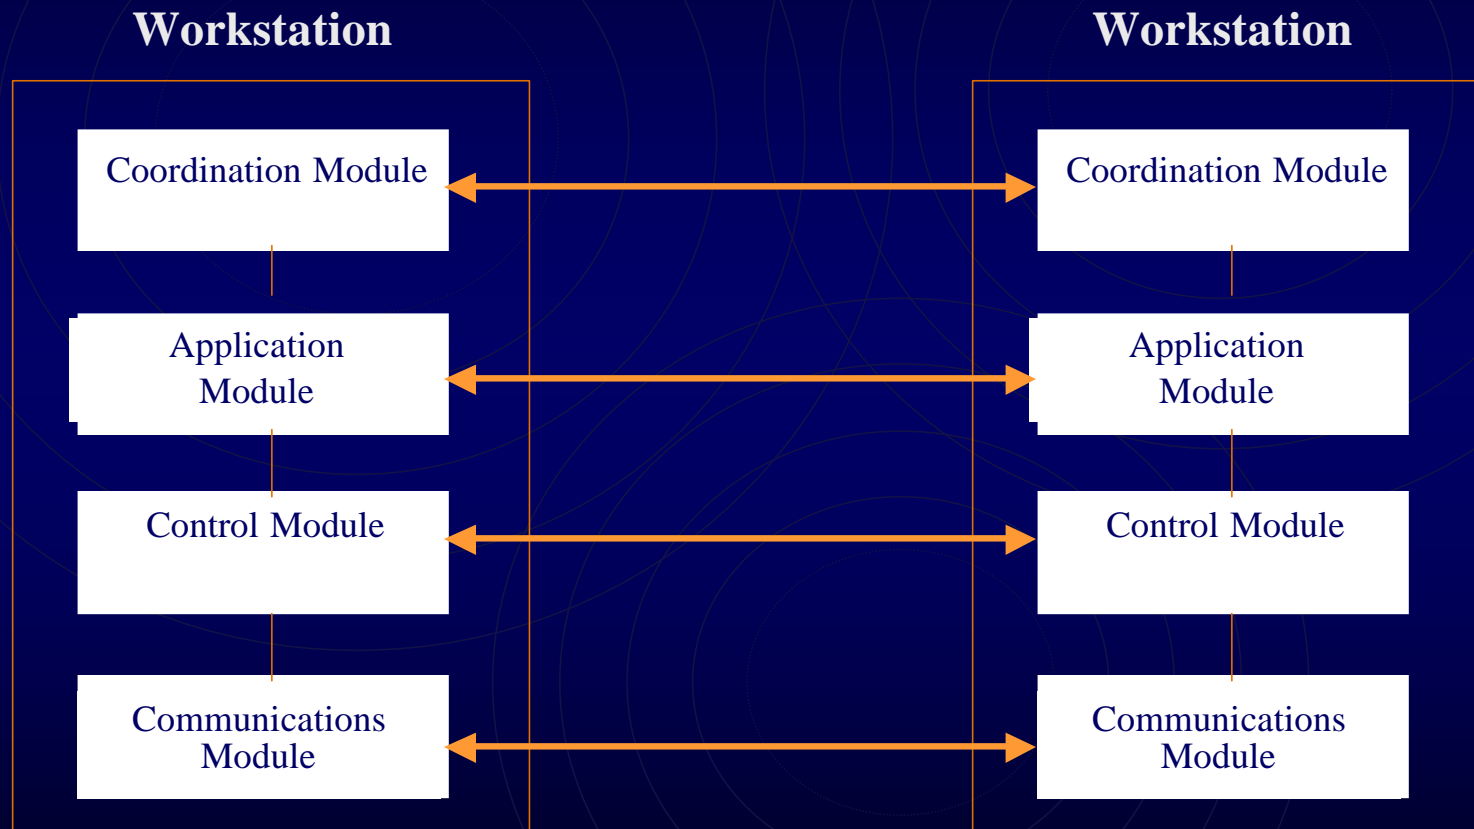 Workstation
Workstation
Coordination Module
Coordination Module
Application
Module
Application
Module
Control Module
Control Module
Communications
Module
Communications
Module